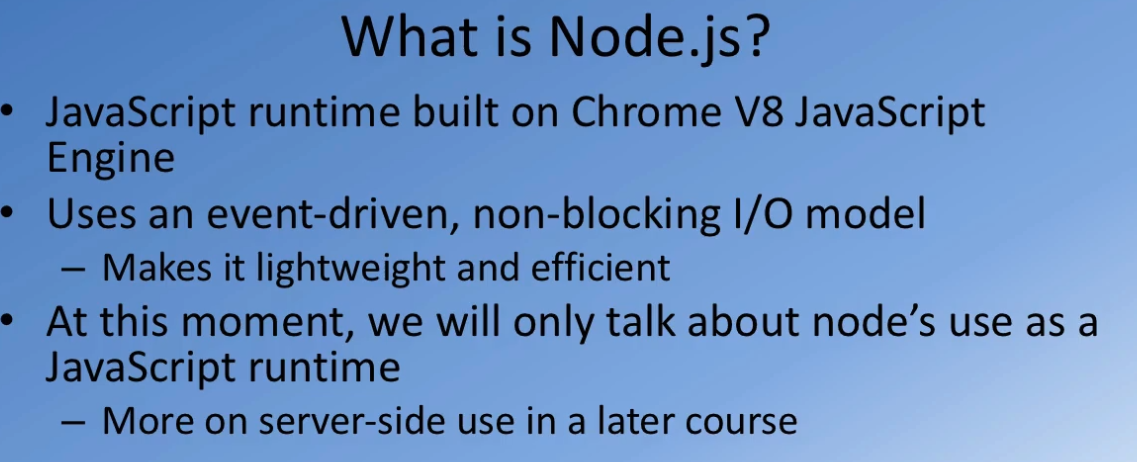 What is Node.js?
• JavaScript runtime built on Chrome V8 JavaScript
Engine
• Uses an event-driven, non-blocking I/O model
– Makes it lightweight and efficient
• At this moment, we will only talk about node’s use as a
JavaScript runtime
– More on server-side use in a later course